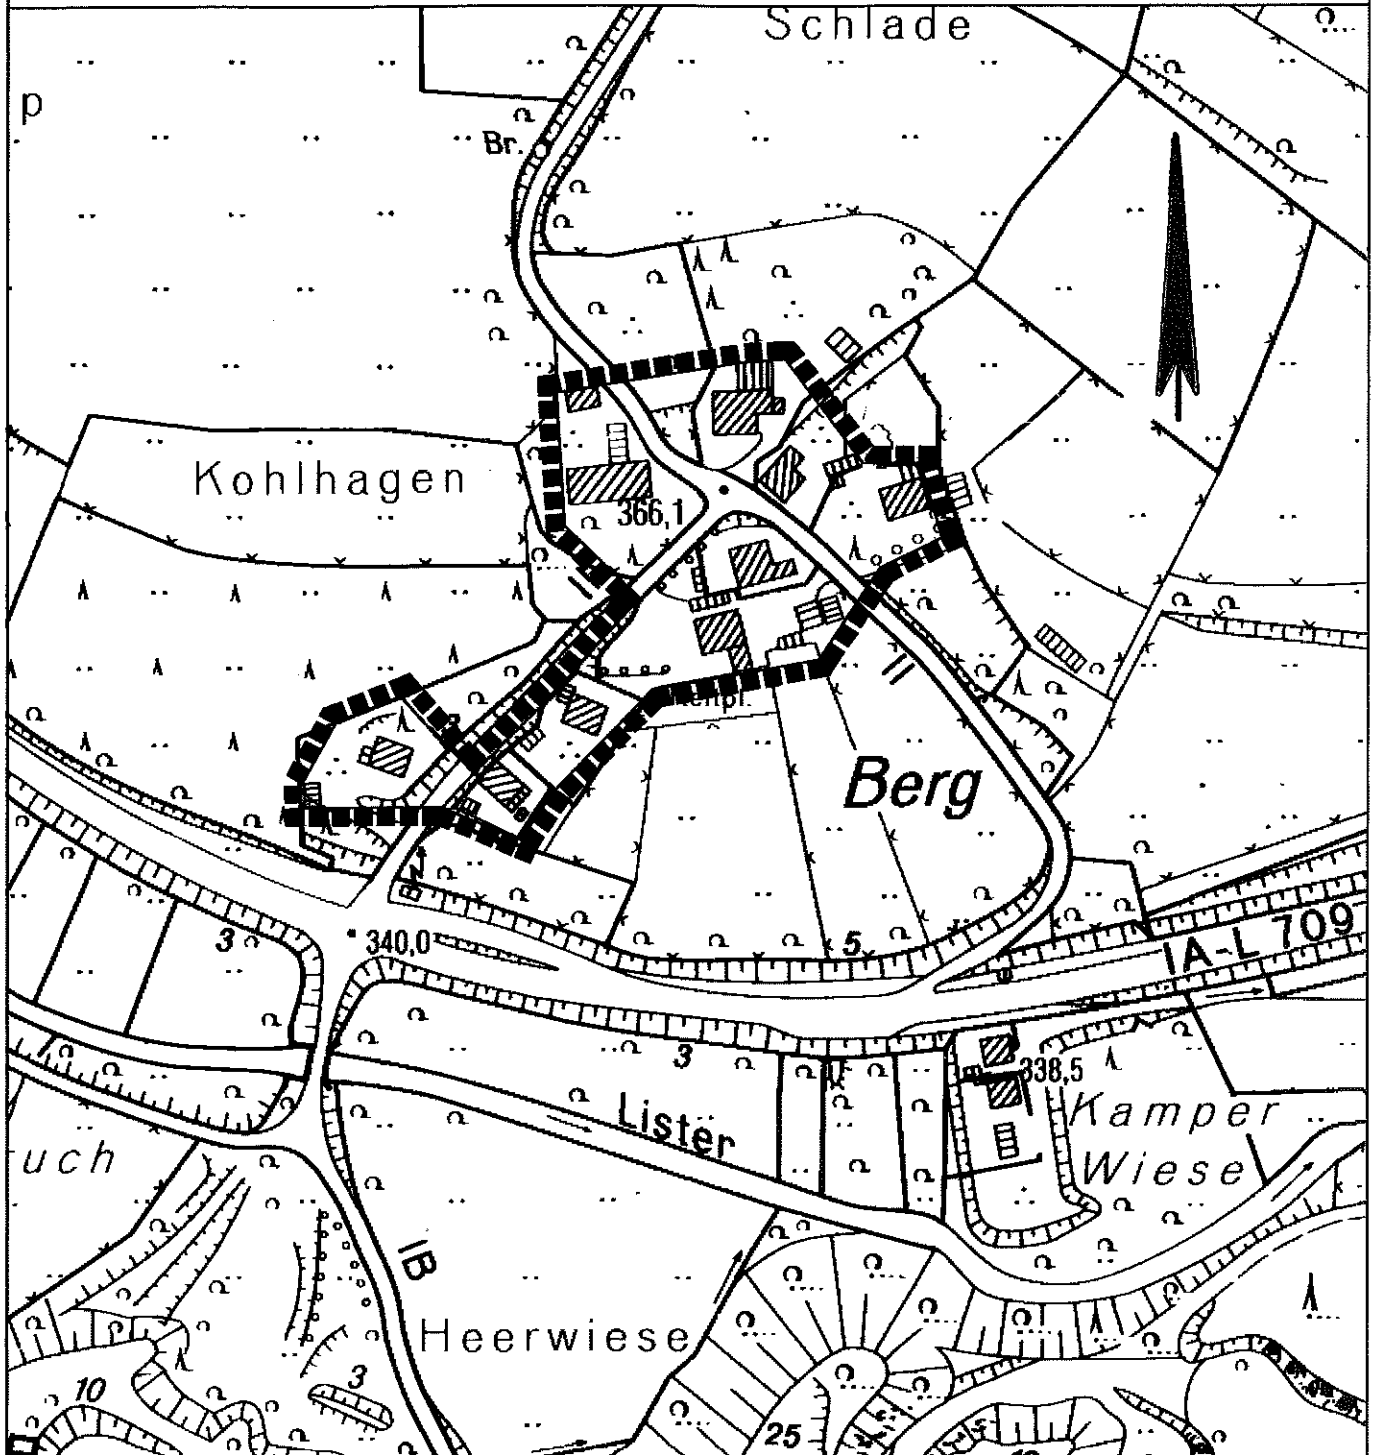 Schlade
p
Br.
Kohlhagen
366,1
Berg
3
340,0
5
IA-L 709
3
338,5
Lister
Kamper
Wiese
uch
IB
Heerwiese
3
10
25